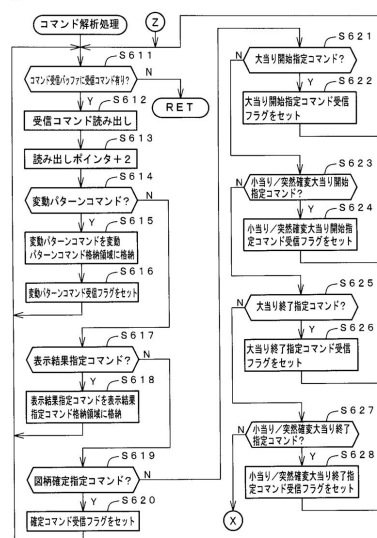 コマンド解析処理
Z
S611
コマンド受信バッファに受信コマンド有り?
N
RET
Y
S612
受信コマンド読み出し
S613
読み出しポインタ+2
S614
変動パターンコマンド?
N
Y
S615
変動パターンコマンドを変動
パターンコマンド格納領域に格納
S616
変動パターンコマンド受信フラグをセット
S617
表示結果指定コマンド?
N
Y
S618
表示結果指定コマンドを表示結果
指定コマンド格納領域に格納
S619
図柄確定指定コマンド?
N
Y
S620
確定コマンド受信フラグをセット
S621
大当り開始指定コマンド?
N
Y
S622
大当り開始指定コマンド受信
フラグをセット
S623
小当り/突然確変大当り開始
指定コマンド?
N
Y
S624
小当り/突然確変大当り開始指
定コマンド受信フラグをセット
S625
大当り終了指定コマンド?
N
Y
S626
大当り終了指定コマンド受信
フラグをセット
S627
小当り/突然確変大当り終了
指定コマンド?
N
Y
S628
小当り/突然確変大当り終了指
定コマンド受信フラグをセット
X